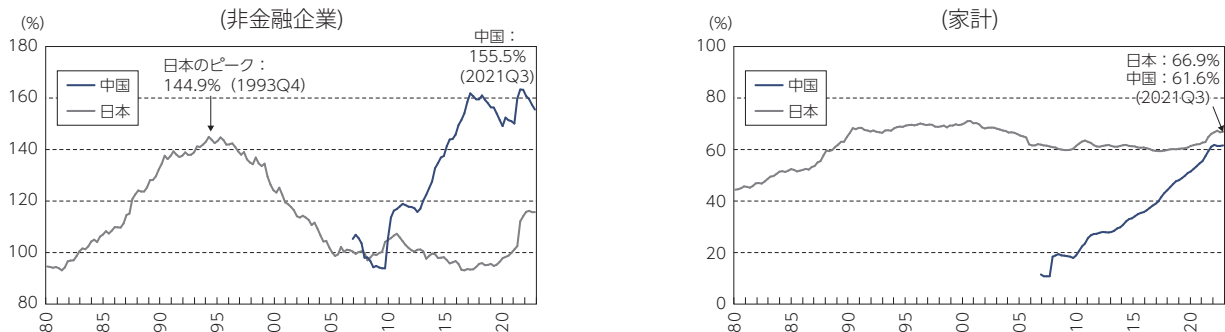 (非金融企業)
(%)
180
160
140
120
100
80
中国
日本
日本のピーク：
144.9%（1993Q4）
中国：
155.5%
(2021Q3)
80
85
90
95
00
05
10
15
20
(家計)
(%)
100
80
60
40
20
0
中国
日本
日本：66.9%
中国：61.6%
(2021Q3)
80
85
90
95
00
05
10
15
20